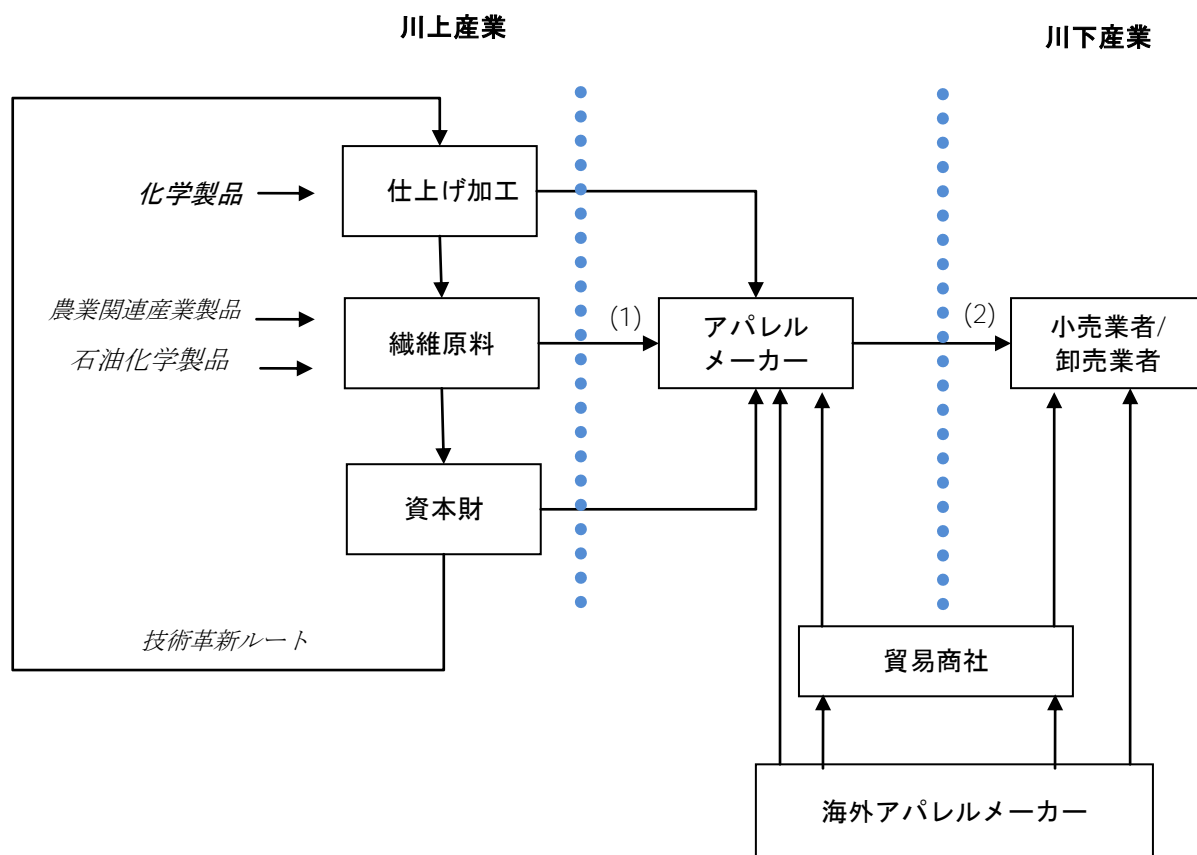 川上産業
川下産業
化学製品
仕上げ加工
農業関連産業製品
石油化学製品
繊維原料
(1)
アパレル
メーカー
(2)
小売業者/
卸売業者
資本財
技術革新ルート
貿易商社
海外アパレルメーカー